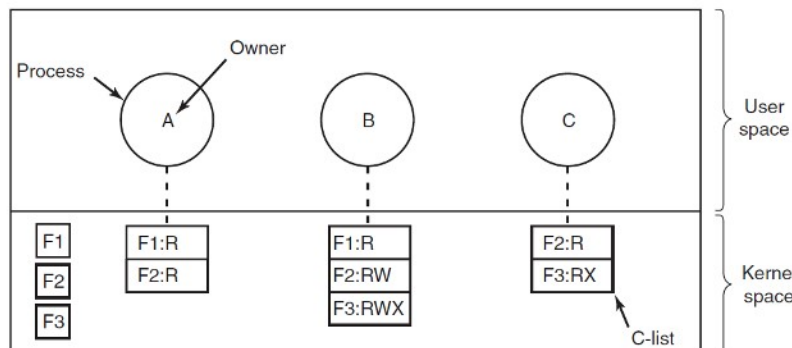 Owner
Process
A
B
C
User
space
F1
F2
F3
F1:R
F2:R
F1:R
F2:RW
F3:RWX
F2:R
F3:RX
Kerne
space
C-list